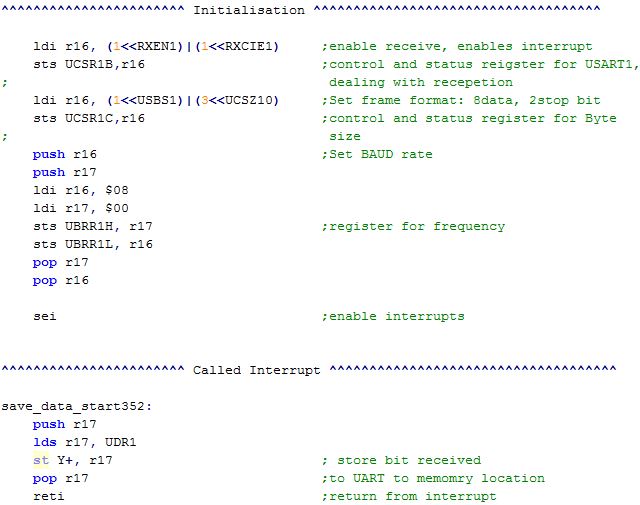 ^^^^^^^^^^^^^^^^^^^^^^^ Initialisation ^^^^^^^^^^^^^^^^^^^^^^^^^^^^^^^^^^^^
ldi r16, (1<<RXEN1)|(1<<RXCIE1) ;enable receive, enables interrupt
sts UCSR1B,r16 ;control and status reigster for USART1,
; dealing with recepetion
ldi r16, (1<<USBS1)|(3<<UCSZ10) ;Set frame format: 8data, 2stop bit
sts UCSR1C,r16 ;control and status register for Byte
; size
push r16 ;Set BAUD rate
push r17
ldi r16, $08
ldi r17, $00
sts UBRR1H, r17 ;register for frequency
sts UBRR1L, r16
pop r17
pop r16
sei ;enable interrupts
^^^^^^^^^^^^^^^^^^^^^^^ Called Interrupt ^^^^^^^^^^^^^^^^^^^^^^^^^^^^^^^^^^^^
save_data_start352:
push r17
lds r17, UDR1
st Y+, r17 ; store bit received
pop r17 ;to UART to memomry location
reti ;return from interrupt